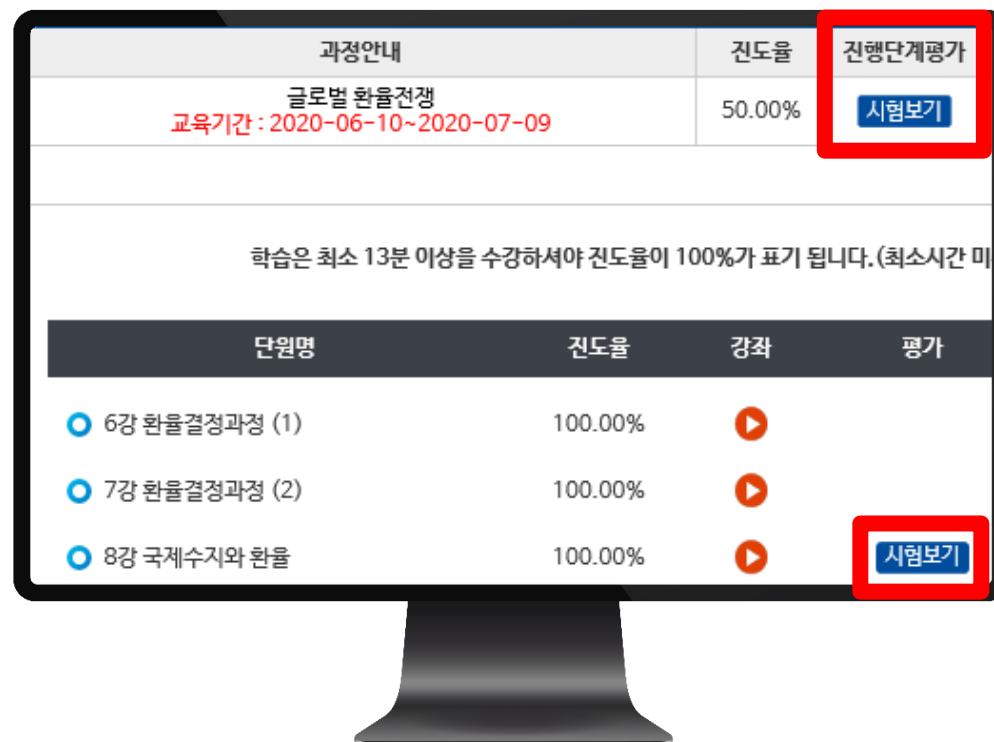 과정안내 진도율 진행단계평가
글로벌 환율전쟁
교육기간 : 2020-06-10~2020-07-09 50.00% 시험보기
학습은 최소 13분 이상을 수강하셔야 진도율이 100%가 표기 됩니다.(최소시간 미
단원명 진도율 강좌 평가
6강 환율결정과정 (1) 100.00%
7강 환율결정과정 (2) 100.00%
8강 국제수지와 환율 100.00% 시험보기